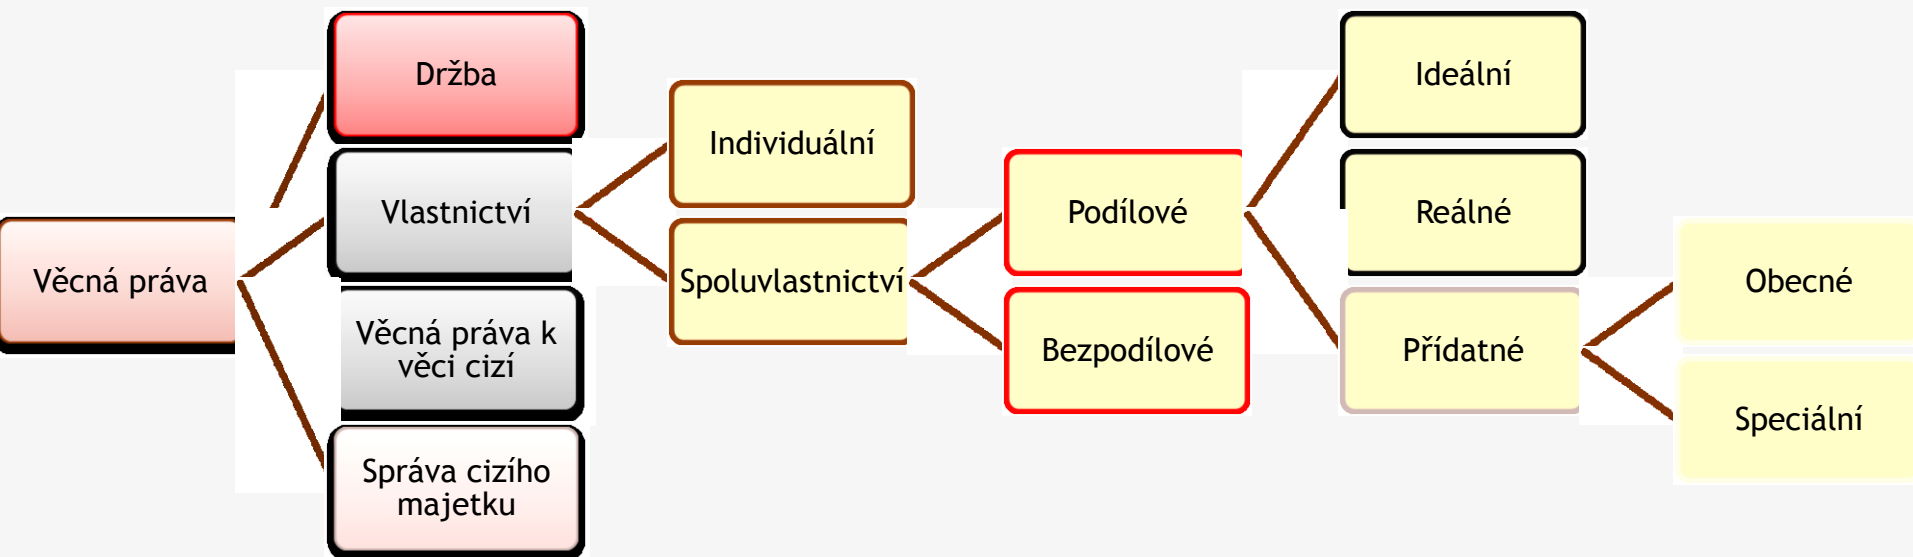 Věcná práva
Držba
Vlastnictví
Věcná práva k
věci cizí
Správa cizího
majetku
Individuální
Spoluvlastnictví
Podílové
Bezpodílové
Ideální
Reálné
Přídatné
Obecné
Speciální